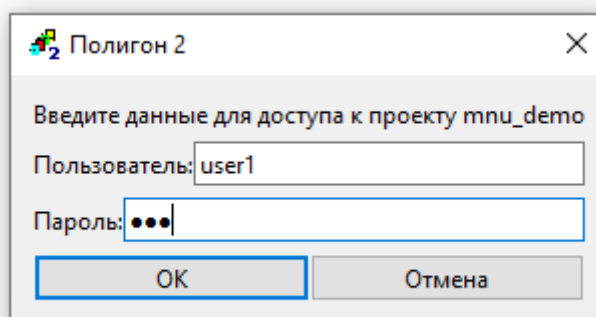 Полигон 2
Введите данные для доступа к проекту mnu_demo
Пользователь: user1
Пароль: •••
OK Отмена